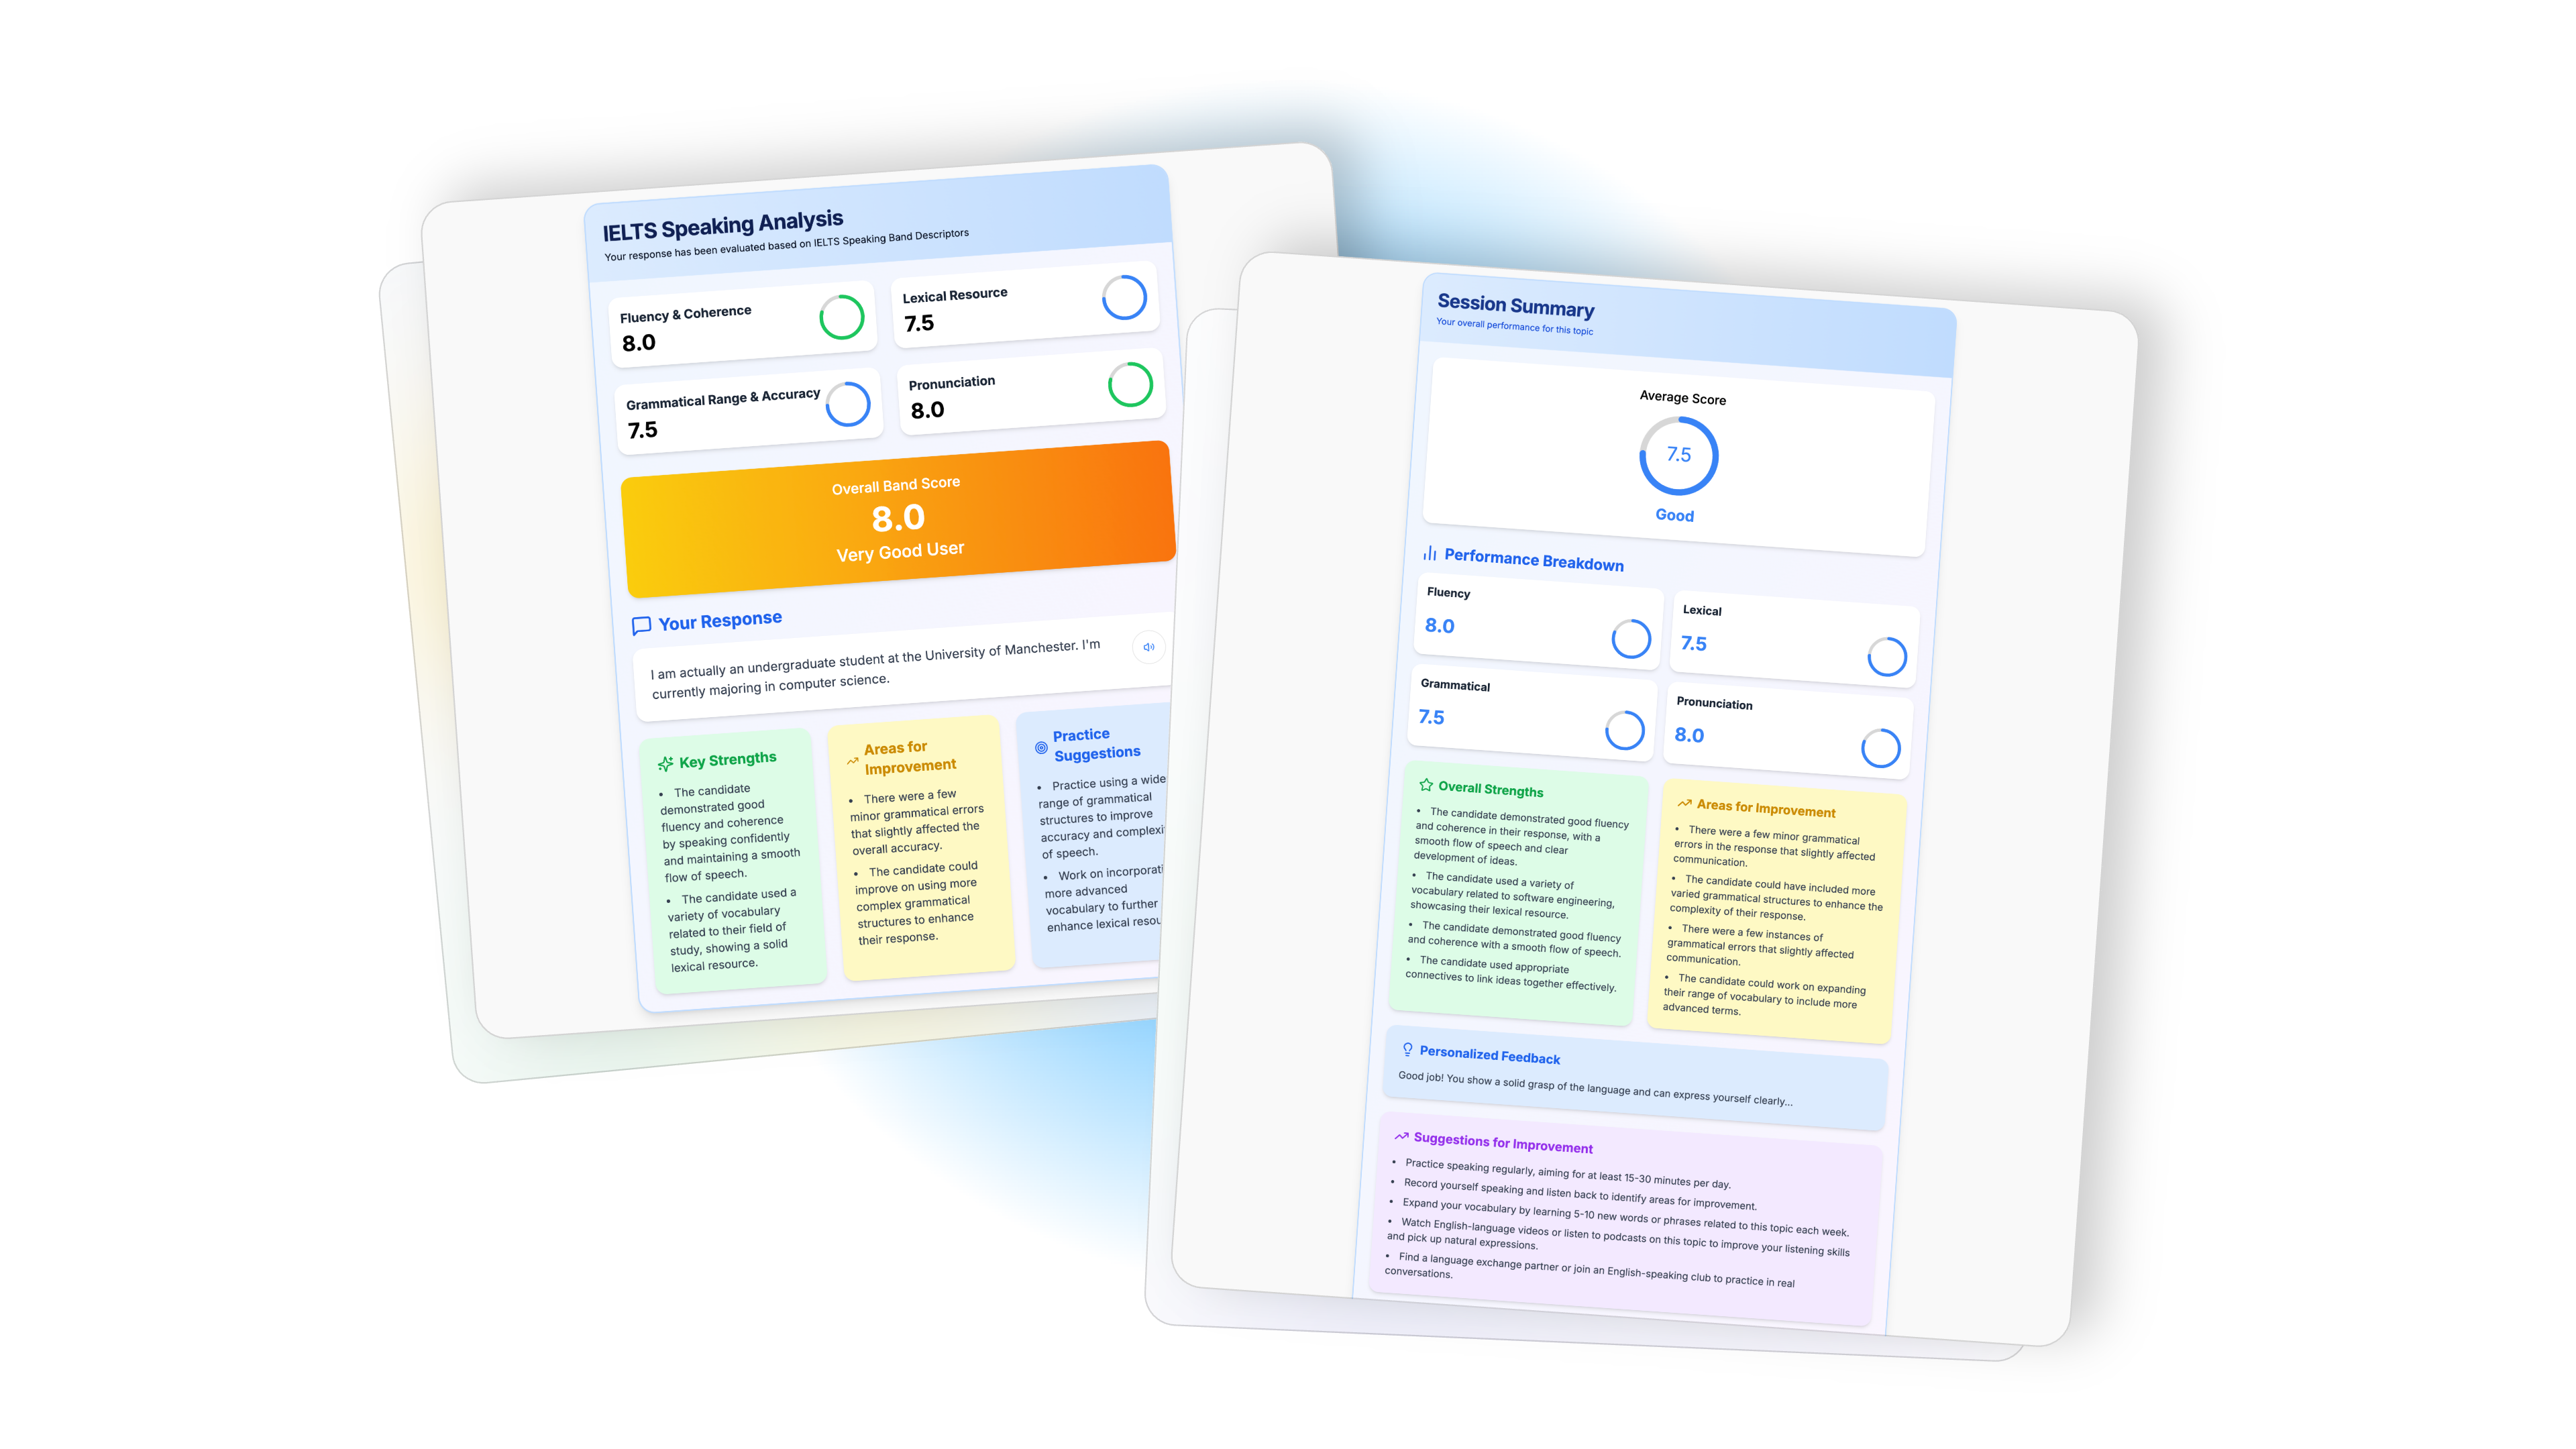 IELTS Speaking Analysis
Your response has been evaluated based on IELTS Speaking Band Descriptors
Fluency & Coherence
8.0
Lexical Resource
7.5
Grammatical Range & Accuracy
7.5
Pronunciation
8.0
Overall Band Score
8.0
Very Good User
Your Response
I am actually an undergraduate student at the University of Manchester. I'm
currently majoring in computer science.
Key Strengths
• The candidate
demonstrated good
fluency and coherence
by speaking confidently
and maintaining a smooth
flow of speech.
• The candidate used a
variety of vocabulary
related to their field of
study, showing a solid
lexical resource.
Areas for
Improvement
• There were a few
minor grammatical errors
that slightly affected the
overall accuracy.
• The candidate could
improve on using more
complex grammatical
structures to enhance
their response.
Practice
Suggestions
• Practice using a wide
range of grammatical
structures to improve
accuracy and
of speech.
• Work on
more advanced
vocabulary to further
enhance lexical
Session Summary
Your overall performance for this topic
Average Score
7.5
Good
Performance Breakdown
Fluency
8.0
Lexical
7.5
Grammatical
7.5
Pronunciation
8.0
Overall Strengths
• The candidate demonstrated good fluency
and coherence in their response, with a
smooth flow of speech and clear
development of ideas.
• The candidate used a variety of
vocabulary related to software engineering,
showcasing their lexical resource.
• The candidate demonstrated good fluency
and coherence with a smooth flow of speech.
• The candidate used appropriate
connectives to link ideas together effectively.
Areas for Improvement
• There were a few minor grammatical
errors in the response that slightly affected
communication.
• The candidate could have included more
varied grammatical structures to enhance the
complexity of their response.
• There were a few instances of
grammatical errors that slightly affected
communication.
• The candidate could work on expanding
their range of vocabulary to include more
advanced terms.
Personalized Feedback
Good job! You show a solid grasp of the language and can express yourself clearly...
Suggestions for Improvement
• Practice speaking regularly, aiming for at least 15-30 minutes per day.
• Record yourself speaking and listen back to identify areas for improvement.
• Expand your vocabulary by learning 5-10 new words or phrases related to this topic each week.
• Watch English-language videos or listen to podcasts on this topic to improve your listening skills
and pick up natural expressions.
• Find a language exchange partner or join an English-speaking club to practice in real
conversations.